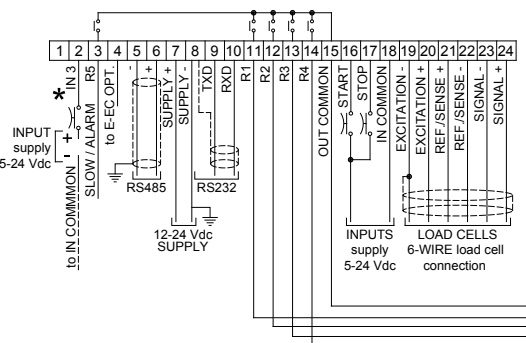 1 2 3 4 5 6 7 8 9 10 11 12 13 14 15 16 17 18 19 20 21 22 23 24
*
IN 3
R5
SLOW / ALARM
to E-EC OPT.
-
+
SUPPLY +
SUPPLY -
TXD
RXD
R1
R2
R3
R4
OUT COMMON
START
STOP
IN COMMON
EXCITATION -
EXCITATION +
REF./SENSE +
REF./SENSE -
SIGNAL -
SIGNAL +
INPUT
supply
5-24 Vdc
+
-
to IN COMMMON
RS485
RS232
12-24 Vdc
SUPPLY
INPUTS
supply
5-24 Vdc
LOAD CELLS
6-WIRE load cell
connection